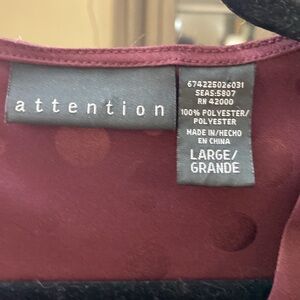 attention
674225026031
SEAS:5807
RN 42000
100% POLYESTER/
POLYESTER
MADE IN/HECHO
EN CHINA
LARGE/
GRANDE